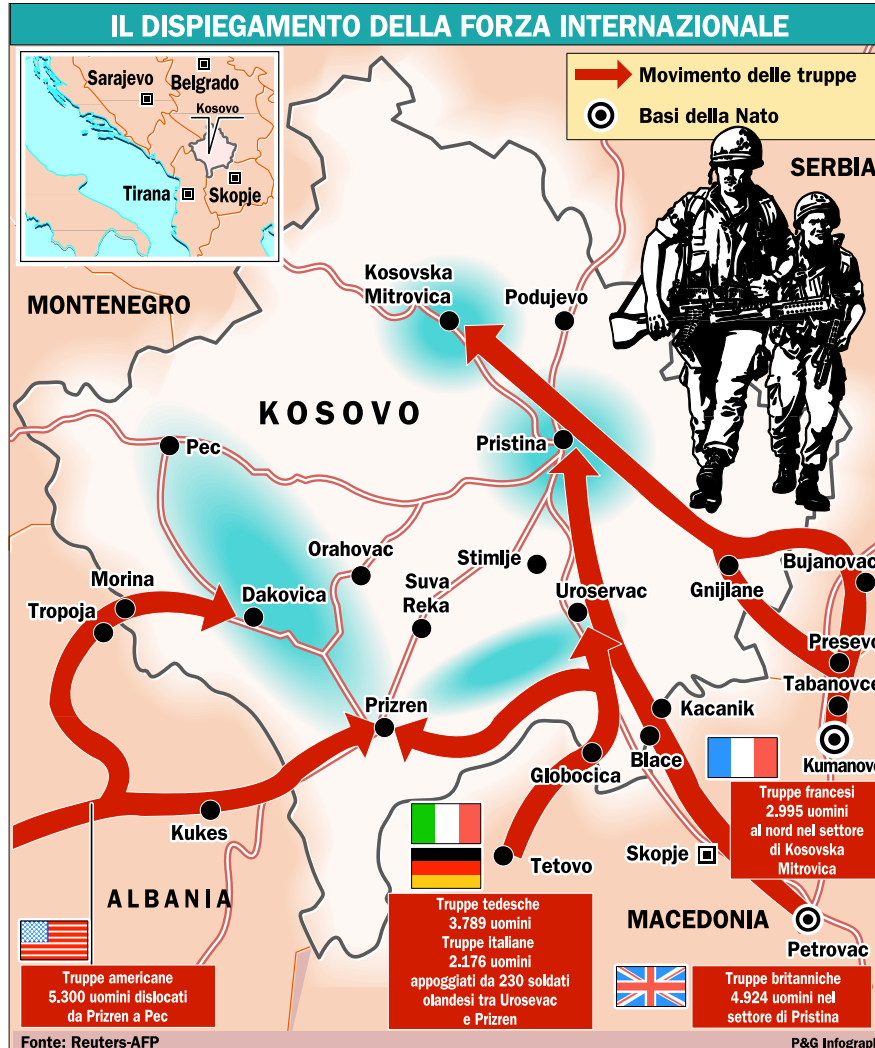 IL DISPIEGAMENTO DELLA FORZA INTERNAZIONALE
Sarajevo
Belgrado
Kosovo
Tirana
Skopje
Movimento delle truppe
Basi della Nato
SERBIA
MONTENEGRO
Kosovska
Mitrovica
Podujevo
KOSOVO
Pec
Pristina
Orahovac
Stimlje
Suva
Reka
Morina
Tropoja
Dakovica
Uroservac
Gnijlane
Bujanovac
Presevo
Tabanovce
Prizren
Kacanik
Blace
Kumanovo
Globocica
Kukes
Tetovo
Skopje
ALBANIA
MACEDONIA
Petrovac
Truppe francesi
2.995 uomini
al nord nel settore
di Kosovska
Mitrovica
Truppe tedesche
3.789 uomini
Truppe italiane
2.176 uomini
appoggiati da 230 soldati
olandesi tra Urosevac
e Prizren
Truppe americane
5.300 uomini dislocati
da Prizren a Pec
Truppe britanniche
4.924 uomini nel
settore di Pristina
Fonte: Reuters-AFP
P&G Infograph